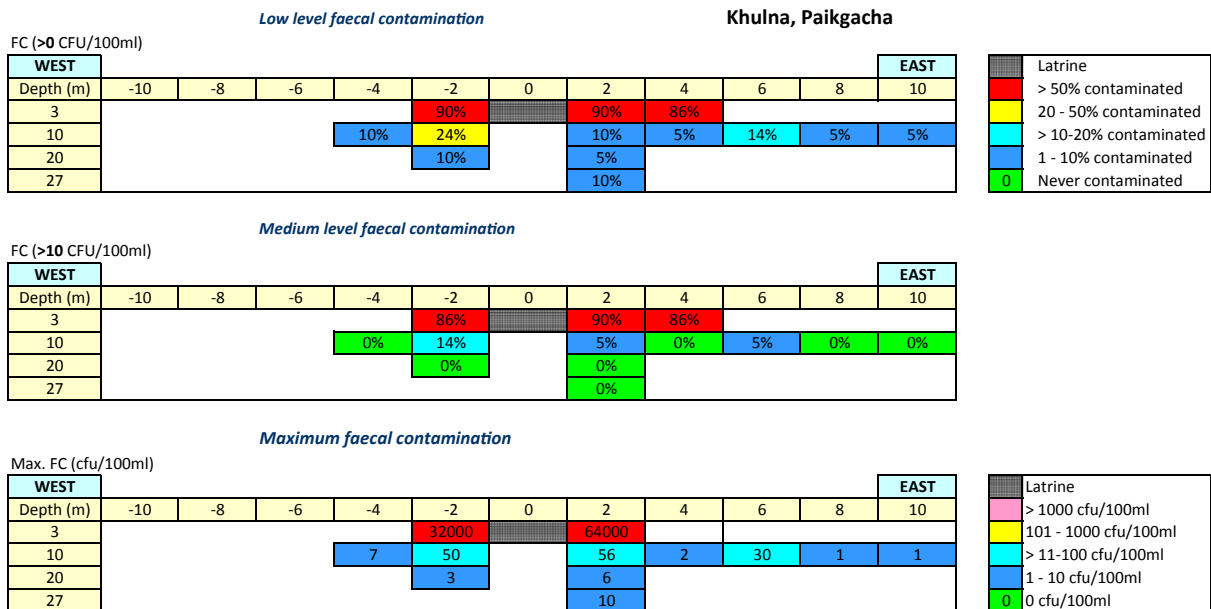 Low level faecal contamination Khulna, Paikgacha
FC (>0 CFU/100ml)
WEST EAST
Depth (m) -10 -8 -6 -4 -2 0 2 4 6 8 10
3 90% 90% 86%
10 10% 24% 10% 5% 14% 5% 5%
20 10% 5%
27 10%
Latrine
> 50% contaminated
20 - 50% contaminated
> 10-20% contaminated
1 - 10% contaminated
0 Never contaminated
Medium level faecal contamination
FC (>10 CFU/100ml)
WEST EAST
Depth (m) -10 -8 -6 -4 -2 0 2 4 6 8 10
3 86% 90% 86%
10 0% 14% 5% 0% 5% 0% 0%
20 0% 0%
27 0%
Maximum faecal contamination
Max. FC (cfu/100ml)
WEST EAST
Depth (m) -10 -8 -6 -4 -2 0 2 4 6 8 10
3 32000 64000
10 7 50 56 2 30 1 1
20 3 6
27 10
Latrine
> 1000 cfu/100ml
101 - 1000 cfu/100ml
> 11-100 cfu/100ml
1 - 10 cfu/100ml
0 0 cfu/100ml